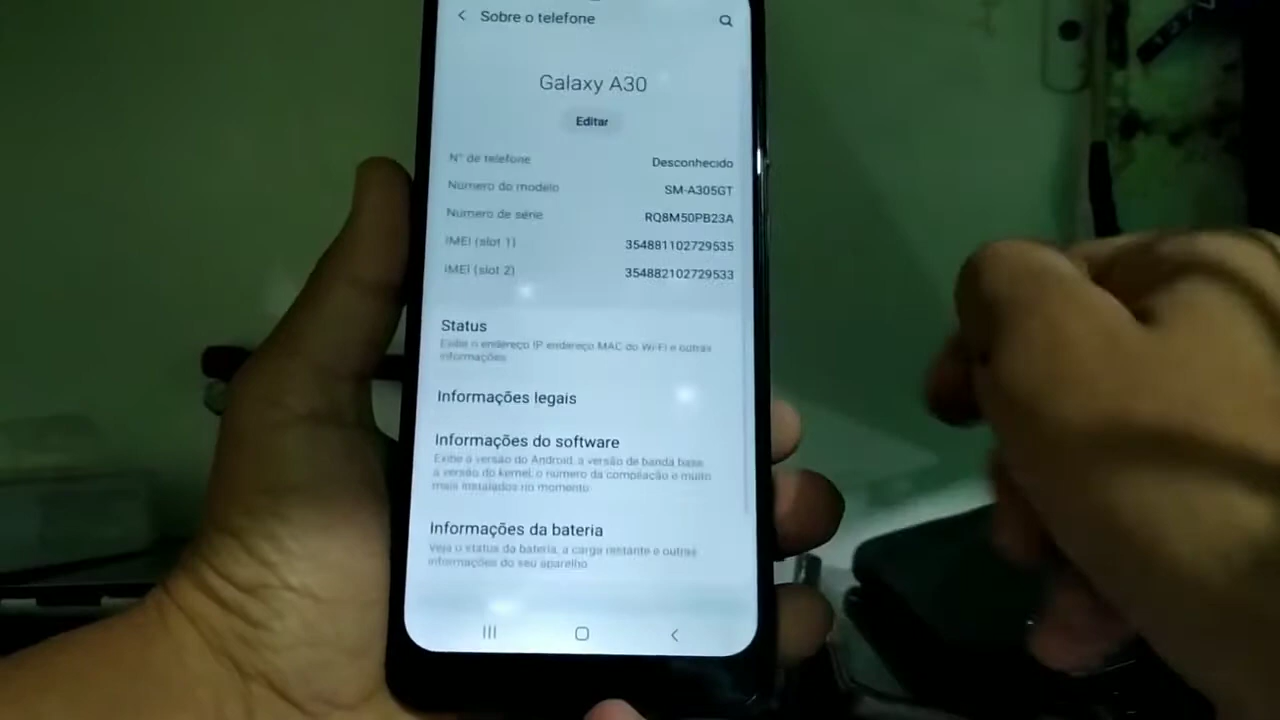 Sobre o telefone
Galaxy A30
Editar
N° de telefone Desconhecido
Número do modelo SM-A305GT
Número de série RQ8M50PB23A
IMEI (slot 1) 354881102729535
IMEI (slot 2) 354882102729533
Status
Exibe o endereço IP endereço MAC do Wi-Fi e outras
informações
Informações legais
Informações do software
Exibe a versão do Android, a versão de banda base,
a versão do kernel, o número da compilação e muito
mais instalados no momento
Informações da bateria
Veja o status da bateria, a carga restante e outras
informações do seu aparelho